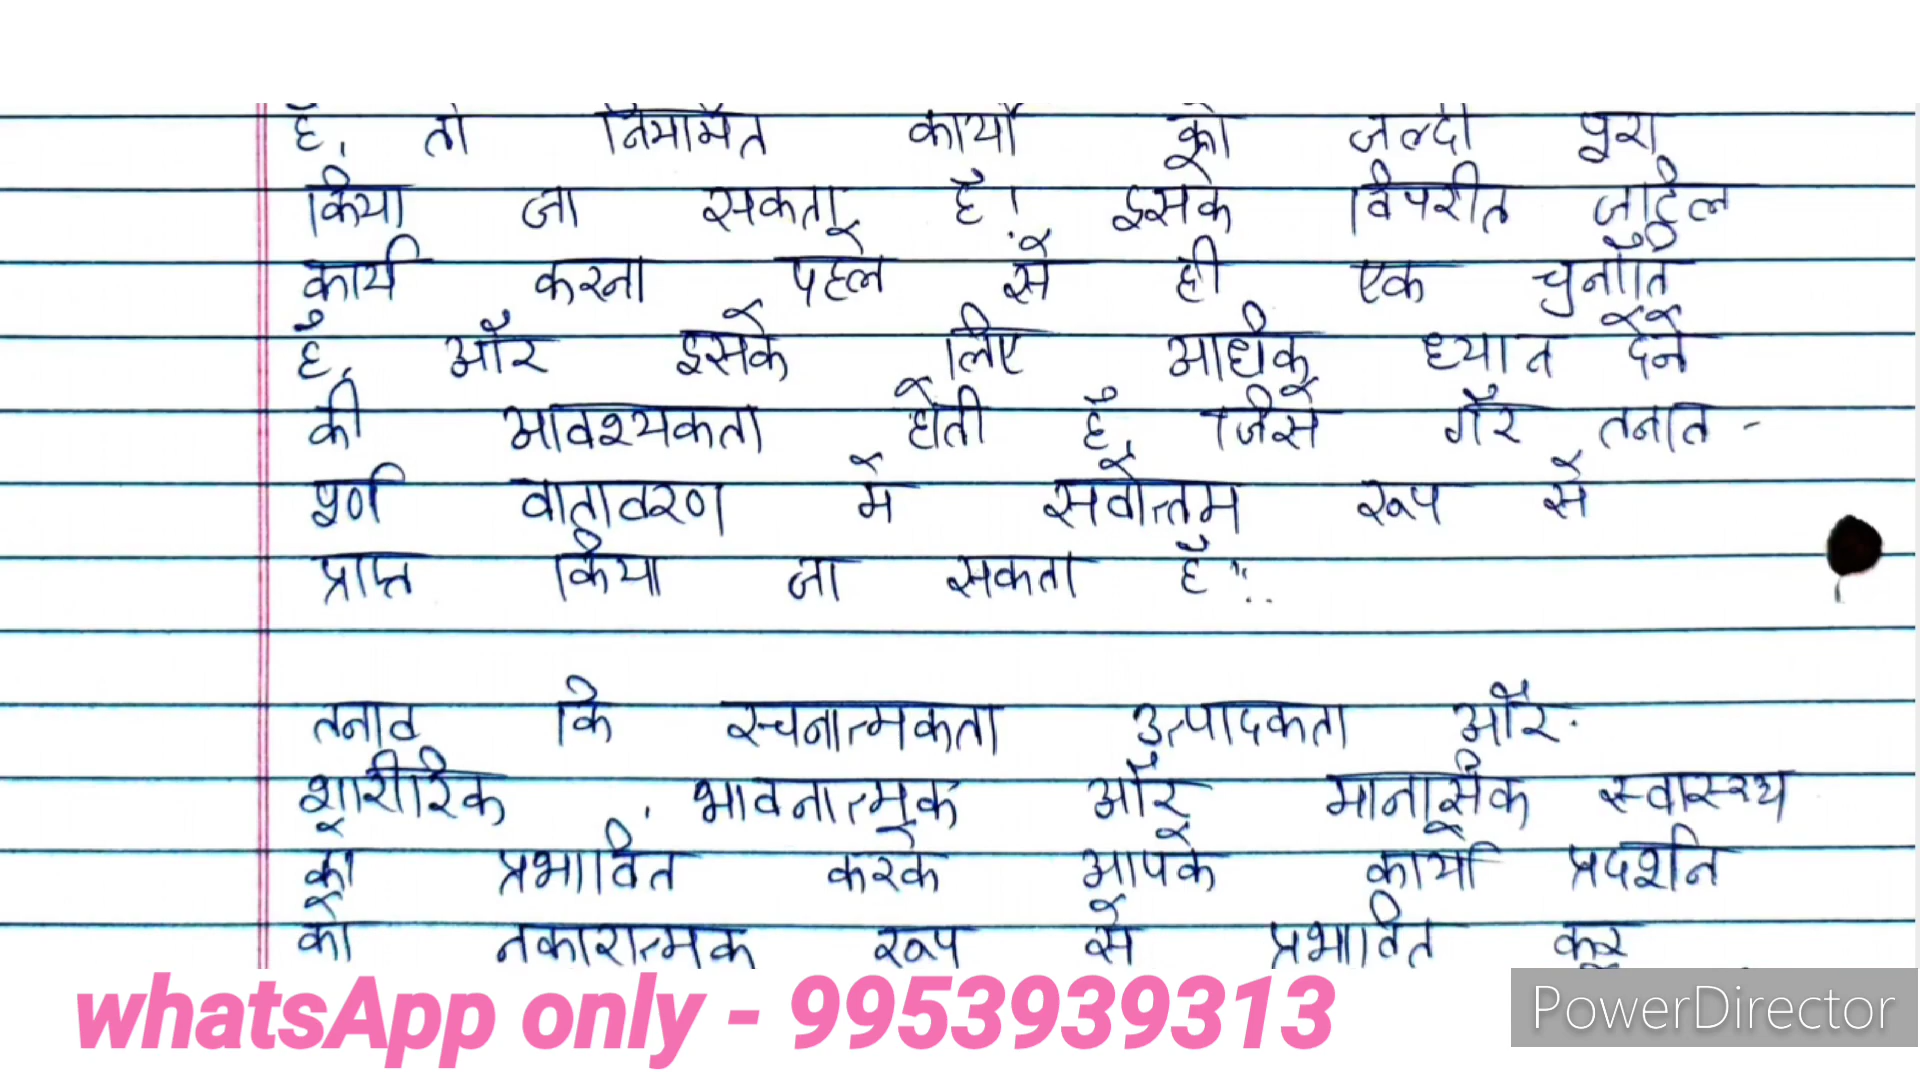 है, तो नियमित कार्यों को जल्दी पूरा
किया जा सकता है। इसके विपरीत जटिल
कार्य करना पहले से ही एक चुनौति
है, और इसके लिए अधिक ध्यान देने
की आवश्यकता होती है, जिसे गैर तनात -
पूर्ण वातावरण में सर्वोत्तम रूप से
प्राप्त किया जा सकता है
तनाव कि रचनात्मकता उत्पादकता और
शारीरिक, भावनात्मक और मानसिक स्वास्थ्य
को प्रभावित करके आपके कार्यो प्रदर्शन
को नकारात्मक रूप से प्रभावित कर
whatsApp only - 9953939313
PowerDirector